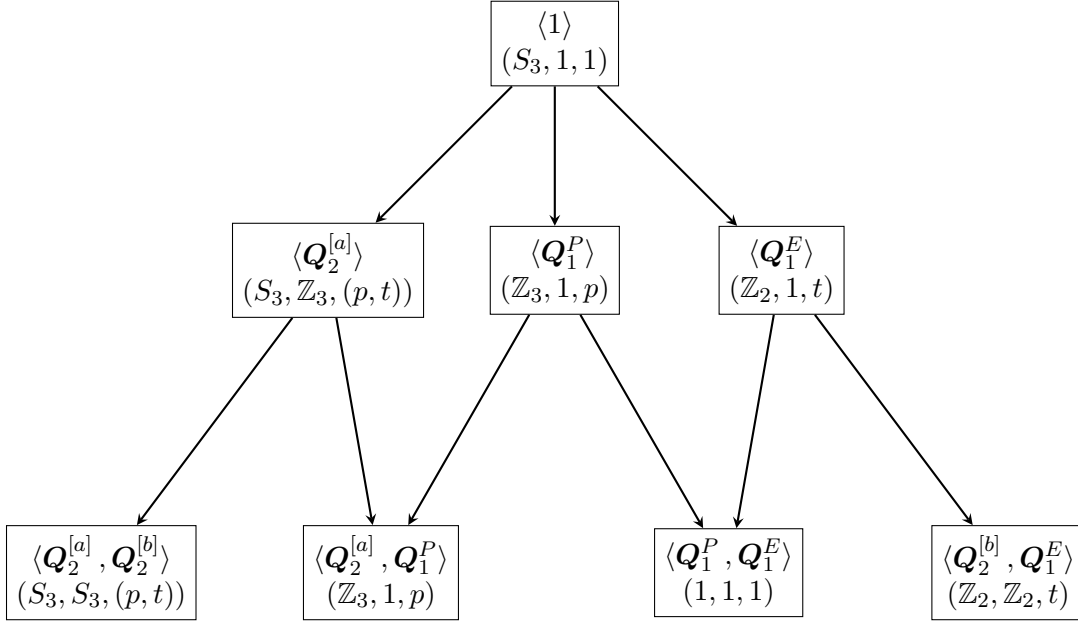 ⟨1⟩
(S₃, 1, 1)
⟨𝑸₂^[a]⟩
(S₃, ℤ₃, (p, t))
⟨𝑸₁^P⟩
(ℤ₃, 1, p)
⟨𝑸₁^E⟩
(ℤ₂, 1, t)
⟨𝑸₂^[a], 𝑸₂^[b]⟩
(S₃, S₃, (p, t))
⟨𝑸₂^[a], 𝑸₁^P⟩
(ℤ₃, 1, p)
⟨𝑸₁^P, 𝑸₁^E⟩
(1, 1, 1)
⟨𝑸₂^[b], 𝑸₁^E⟩
(ℤ₂, ℤ₂, t)